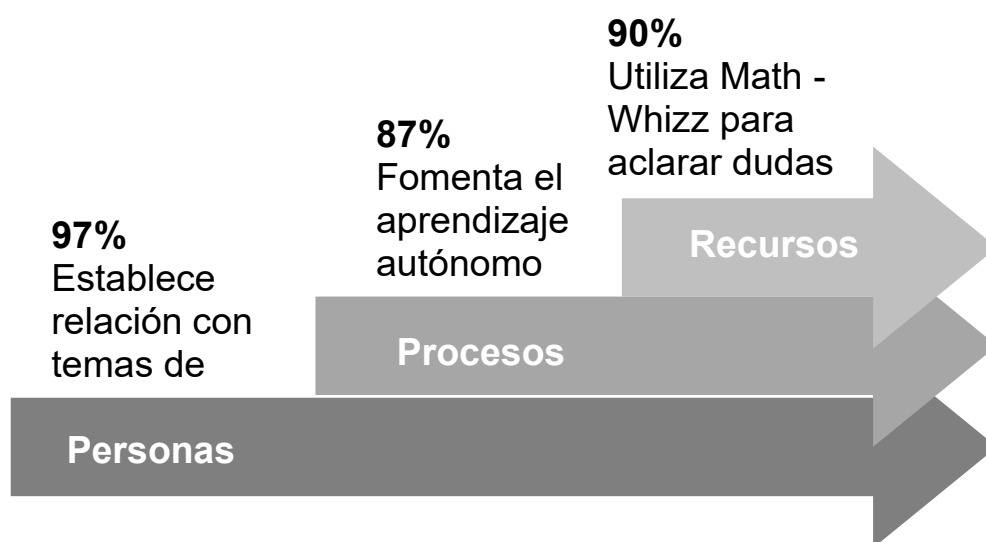 90%
Utiliza Math -
Whizz para
aclarar dudas
Recursos
87%
Fomenta el
aprendizaje
autónomo
Procesos
97%
Establece
relación con
temas de
Personas